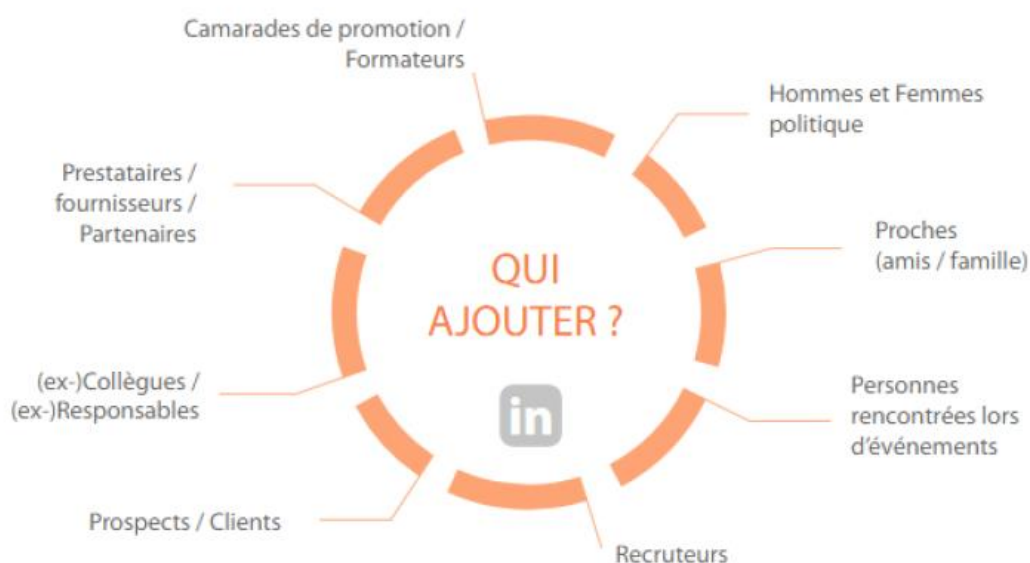 Camarades de promotion /
Formateurs
Hommes et Femmes
politique
Prestataires /
fournisseurs /
Partenaires
Proches
(amis / famille)
QUI
AJOUTER ?
(ex-)Collègues /
(ex-)Responsables
in
Personnes
rencontrées lors
d'événements
Prospects / Clients
Recruteurs